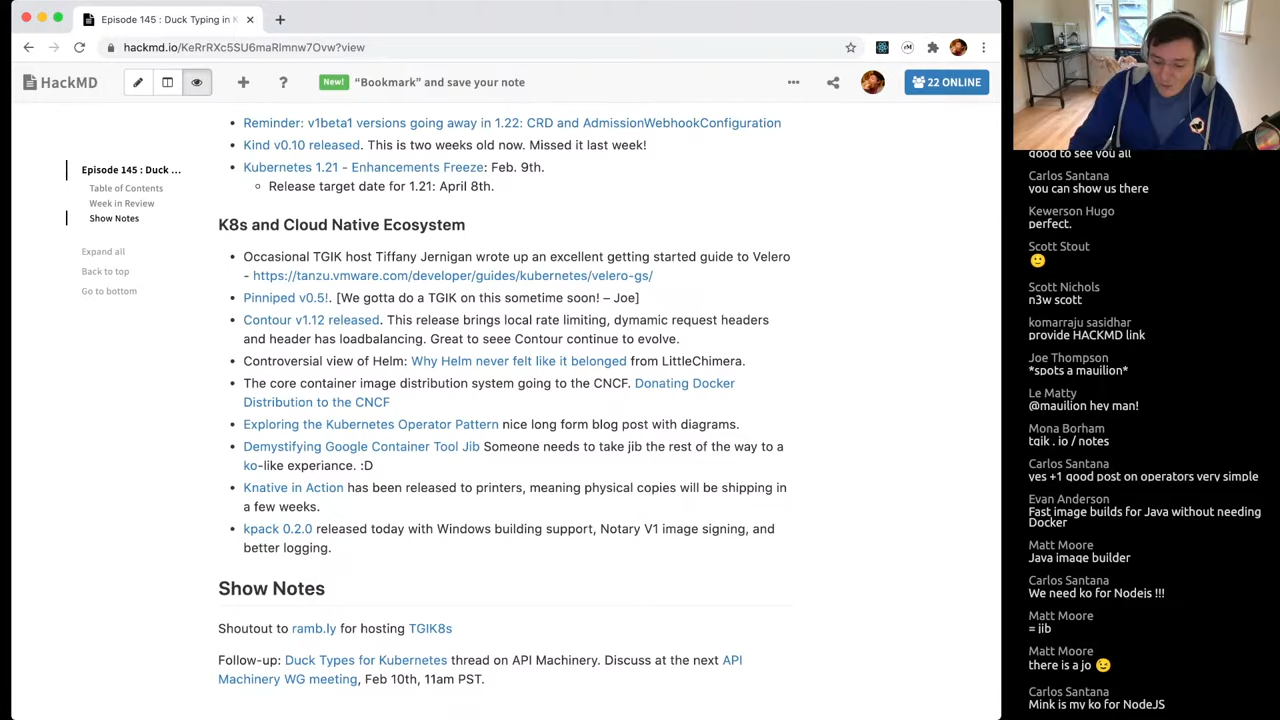 Episode 145 : Duck Typing in K
hackmd.io/KeRrRXc5SU6maRlmnw7Ovw?view
HackMD
New! “Bookmark” and save your note
22 ONLINE
Episode 145 : Duck ...
Table of Contents
Week in Review
Show Notes
Expand all
Back to top
Go to bottom
Reminder: v1beta1 versions going away in 1.22: CRD and AdmissionWebhookConfiguration
Kind v0.10 released. This is two weeks old now. Missed it last week!
Kubernetes 1.21 - Enhancements Freeze: Feb. 9th.
Release target date for 1.21: April 8th.
K8s and Cloud Native Ecosystem
Occasional TGIK host Tiffany Jernigan wrote up an excellent getting started guide to Velero
- https://tanzu.vmware.com/developer/guides/kubernetes/velero-gs/
Pinniped v0.5!. [We gotta do a TGIK on this sometime soon! – Joe]
Contour v1.12 released. This release brings local rate limiting, dynamic request headers
and header has loadbalancing. Great to seee Contour continue to evolve.
Controversial view of Helm: Why Helm never felt like it belonged from LittleChimera.
The core container image distribution system going to the CNCF. Donating Docker
Distribution to the CNCF
Exploring the Kubernetes Operator Pattern nice long form blog post with diagrams.
Demystifying Google Container Tool Jib Someone needs to take jib the rest of the way to a
ko-like experiance. :D
Knative in Action has been released to printers, meaning physical copies will be shipping in
a few weeks.
kpack 0.2.0 released today with Windows building support, Notary V1 image signing, and
better logging.
Show Notes
Shoutout to ramb.ly for hosting TGIK8s
Follow-up: Duck Types for Kubernetes thread on API Machinery. Discuss at the next API
Machinery WG meeting, Feb 10th, 11am PST.
good to see you all
Carlos Santana
you can show us there
Kewerson Hugo
perfect.
Scott Stout
🙂
Scott Nichols
n3w scott
komarraju sasidhar
provide HACKMD link
Joe Thompson
*spots a mauilion*
Le Matty
@mauilion hey man!
Mona Borham
tgik . io / notes
Carlos Santana
yes +1 good post on operators very simple
Evan Anderson
Fast image builds for Java without needing
Docker
Matt Moore
Java image builder
Carlos Santana
We need ko for Nodejs !!!
Matt Moore
= jib
Matt Moore
there is a jo 😉
Carlos Santana
Mink is my ko for NodeJS